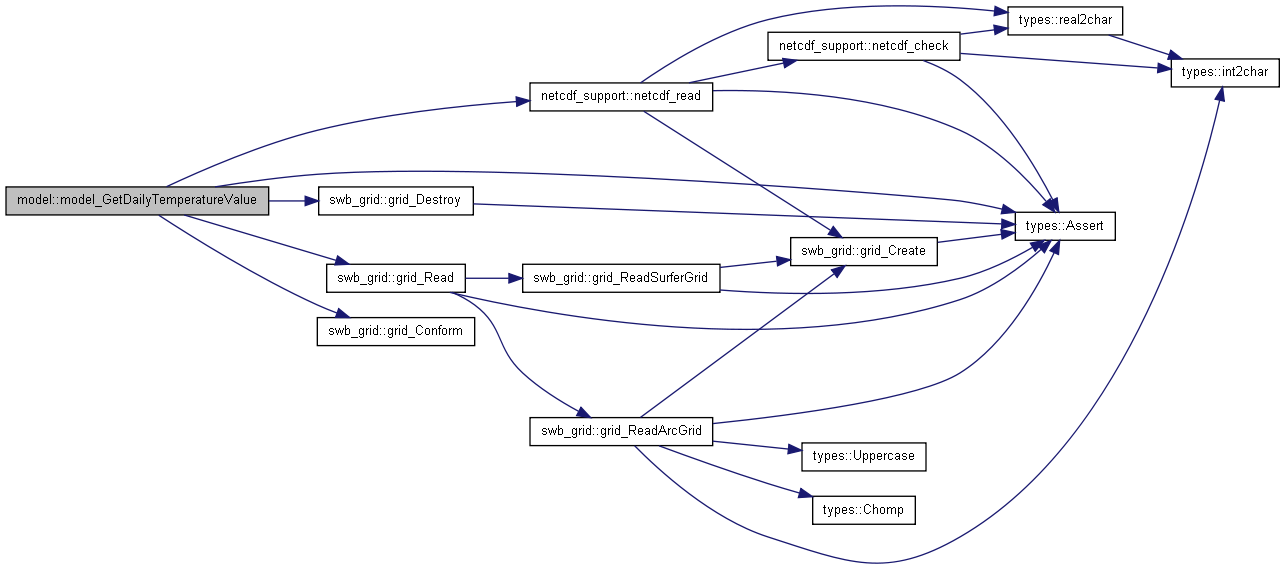 types::real2char
netcdf_support::netcdf_check
types::int2char
netcdf_support::netcdf_read
model::model_GetDailyTemperatureValue
swb_grid::grid_Destroy
types::Assert
swb_grid::grid_Create
swb_grid::grid_Read
swb_grid::grid_ReadSurferGrid
swb_grid::grid_Conform
swb_grid::grid_ReadArcGrid
types::Uppercase
types::Chomp